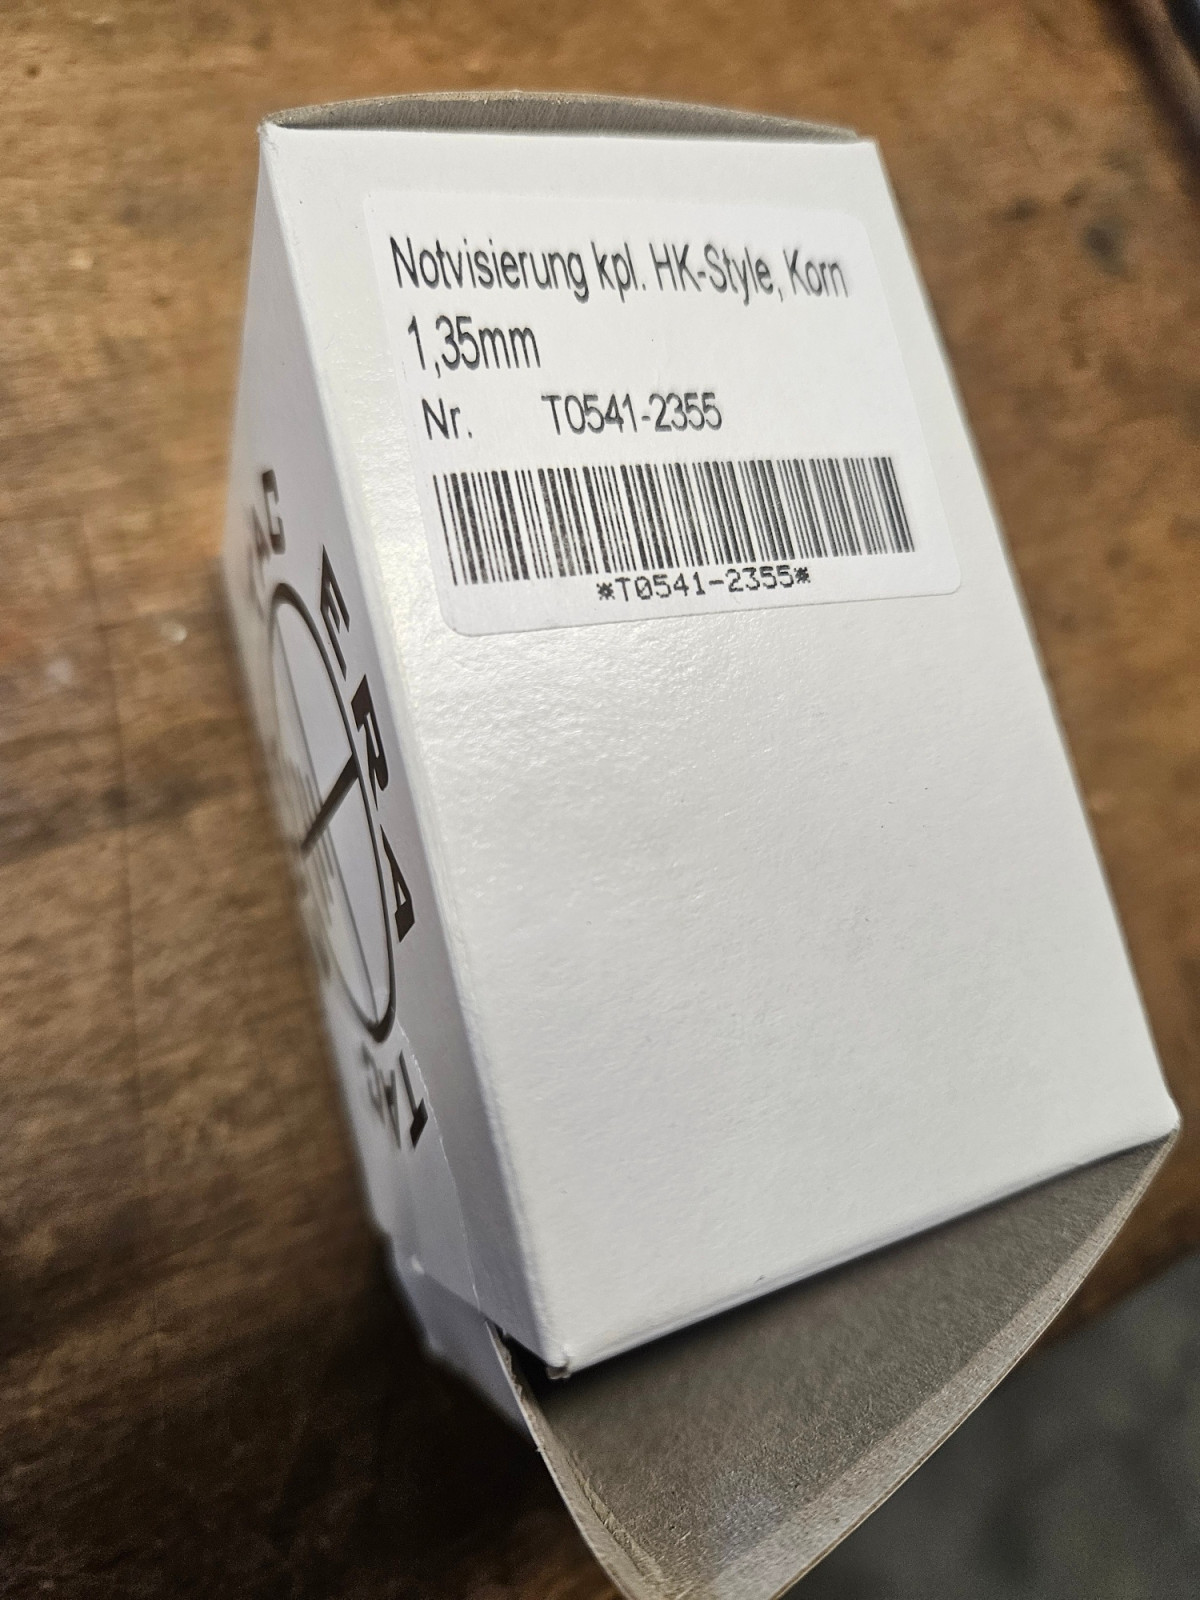 Notvisierung kpl. HK-Style, Korn
1,35mm
Nr. T0541-2355
*T0541-2355*
ERA
TAC